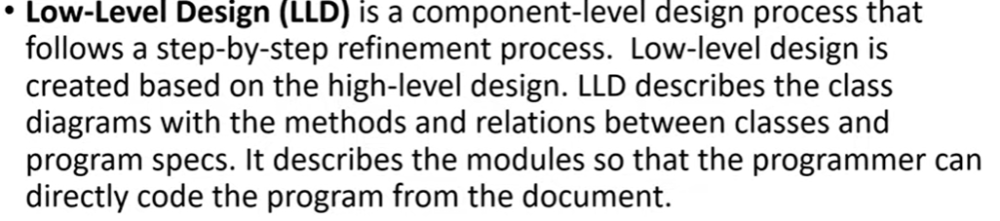 • Low-Level Design (LLD) is a component-level design process that
follows a step-by-step refinement process.  Low-level design is
created based on the high-level design. LLD describes the class
diagrams with the methods and relations between classes and
program specs. It describes the modules so that the programmer can
directly code the program from the document.